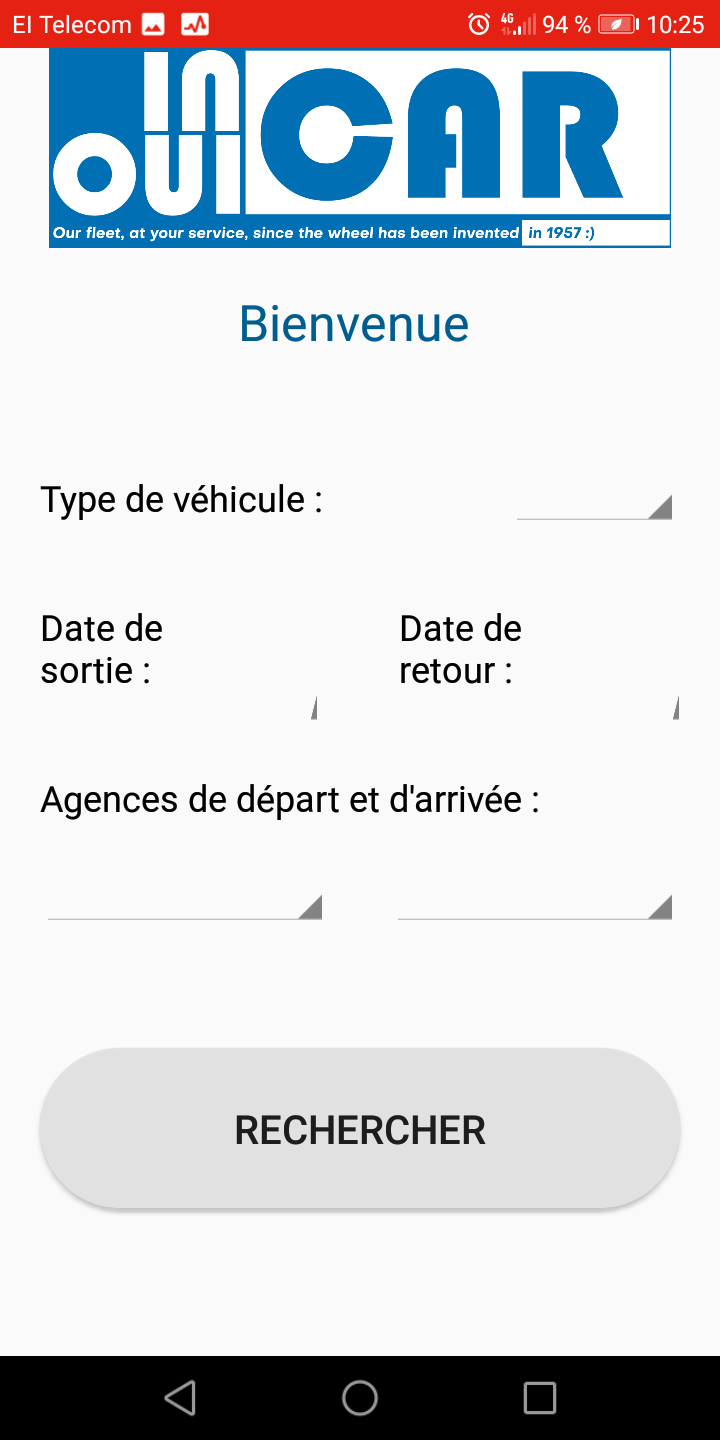 EI Telecom 4G 94 % 10:25
IN
OUI CAR
Our fleet, at your service, since the wheel has been invented in 1957 :)
Bienvenue
Type de véhicule :
Date de
sortie :
Date de
retour :
Agences de départ et d'arrivée :
RECHERCHER